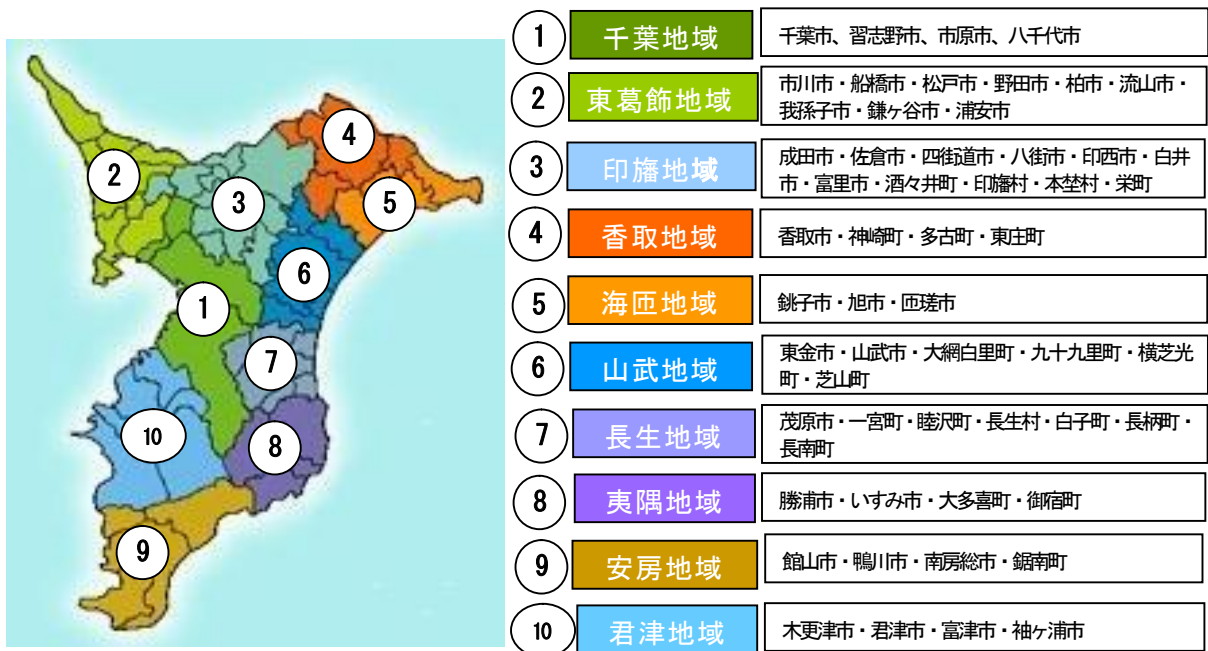 1 千葉地域 千葉市、習志野市、市原市、八千代市
2 東葛飾地域 市川市・船橋市・松戸市・野田市・柏市・流山市・
我孫子市・鎌ヶ谷市・浦安市
3 印旛地域 成田市・佐倉市・四街道市・八街市・印西市・白井
市・富里市・酒々井町・印旛村・本埜村・栄町
4 香取地域 香取市・神崎町・多古町・東庄町
5 海匝地域 銚子市・旭市・匝瑳市
6 山武地域 東金市・山武市・大網白里町・九十九里町・横芝光
町・芝山町
7 長生地域 茂原市・一宮町・睦沢町・長生村・白子町・長柄町・
長南町
8 夷隅地域 勝浦市・いすみ市・大多喜町・御宿町
9 安房地域 館山市・鴨川市・南房総市・鋸南町
10 君津地域 木更津市・君津市・富津市・袖ヶ浦市
4
2
3
5
6
1
7
10
8
9